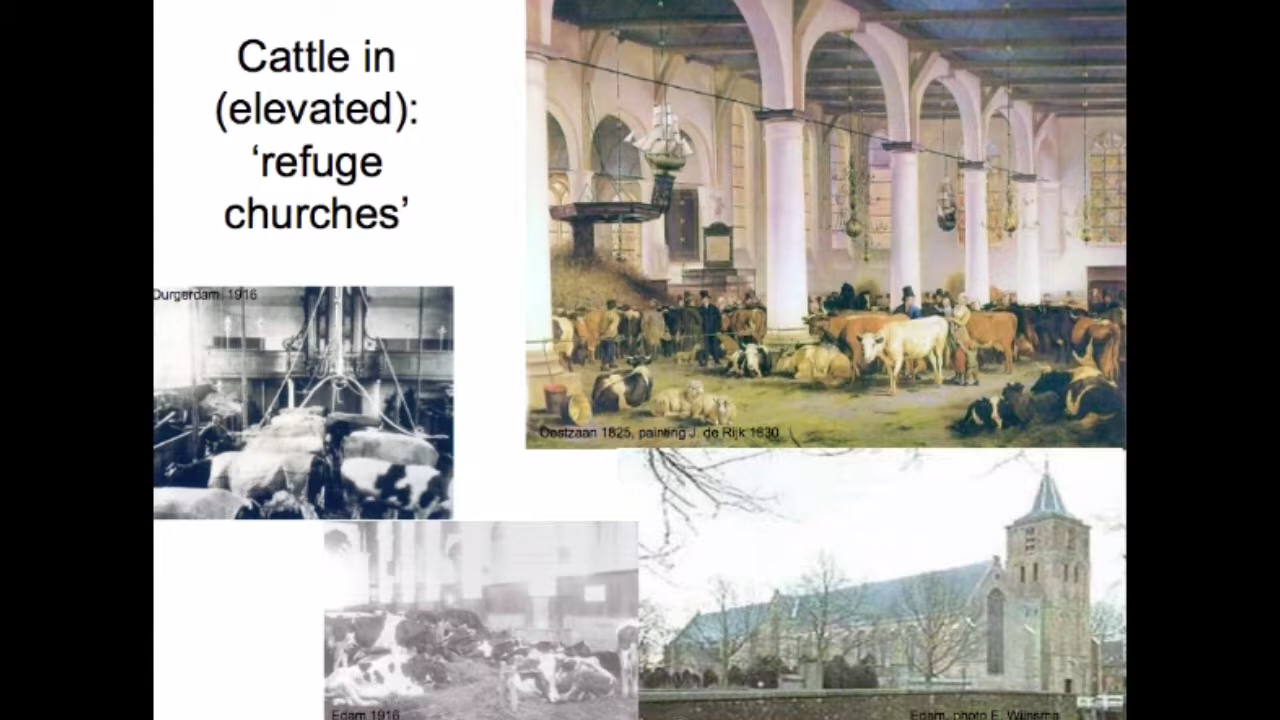 Cattle in
(elevated):
‘refuge
churches’
Durgerdam, 1916
Oostzaan 1825, painting J. de Rijk 1830
Edam 1916
Edam, photo E. Wijnsma